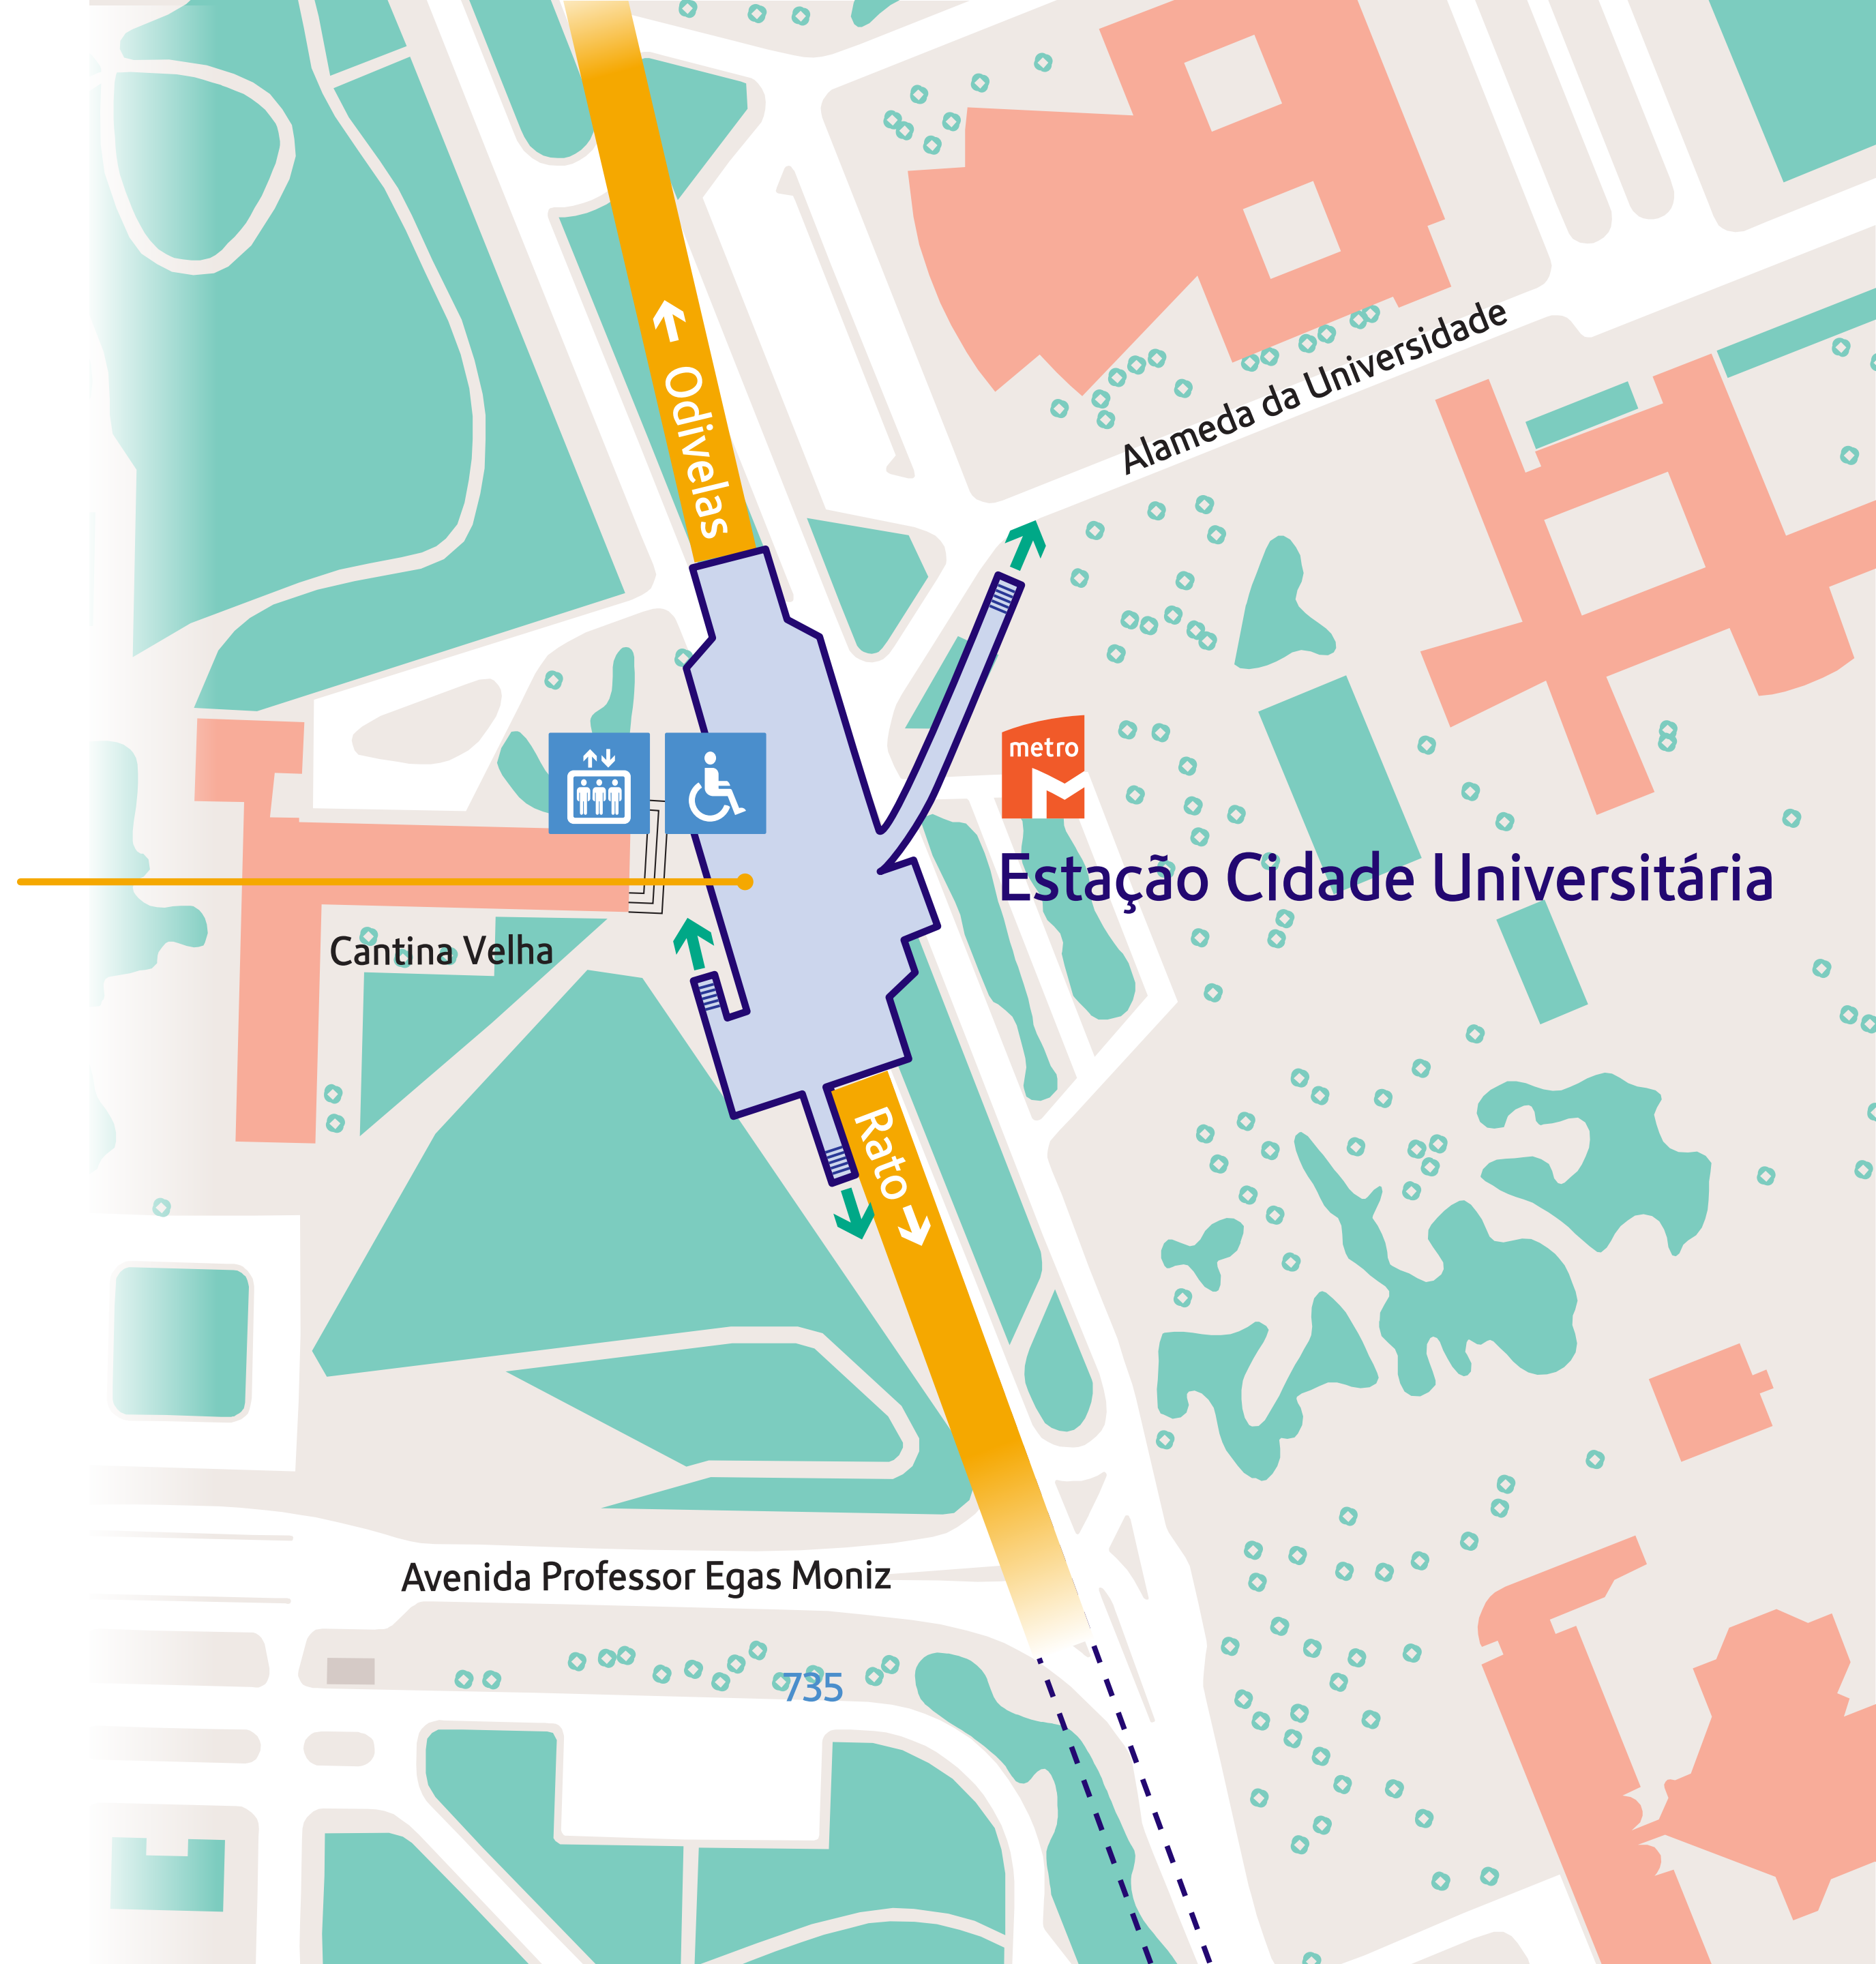 Alameda da Universidade
Odivelas
metro
Estação Cidade Universitária
Cantina Velha
Rato
Avenida Professor Egas Moniz
735